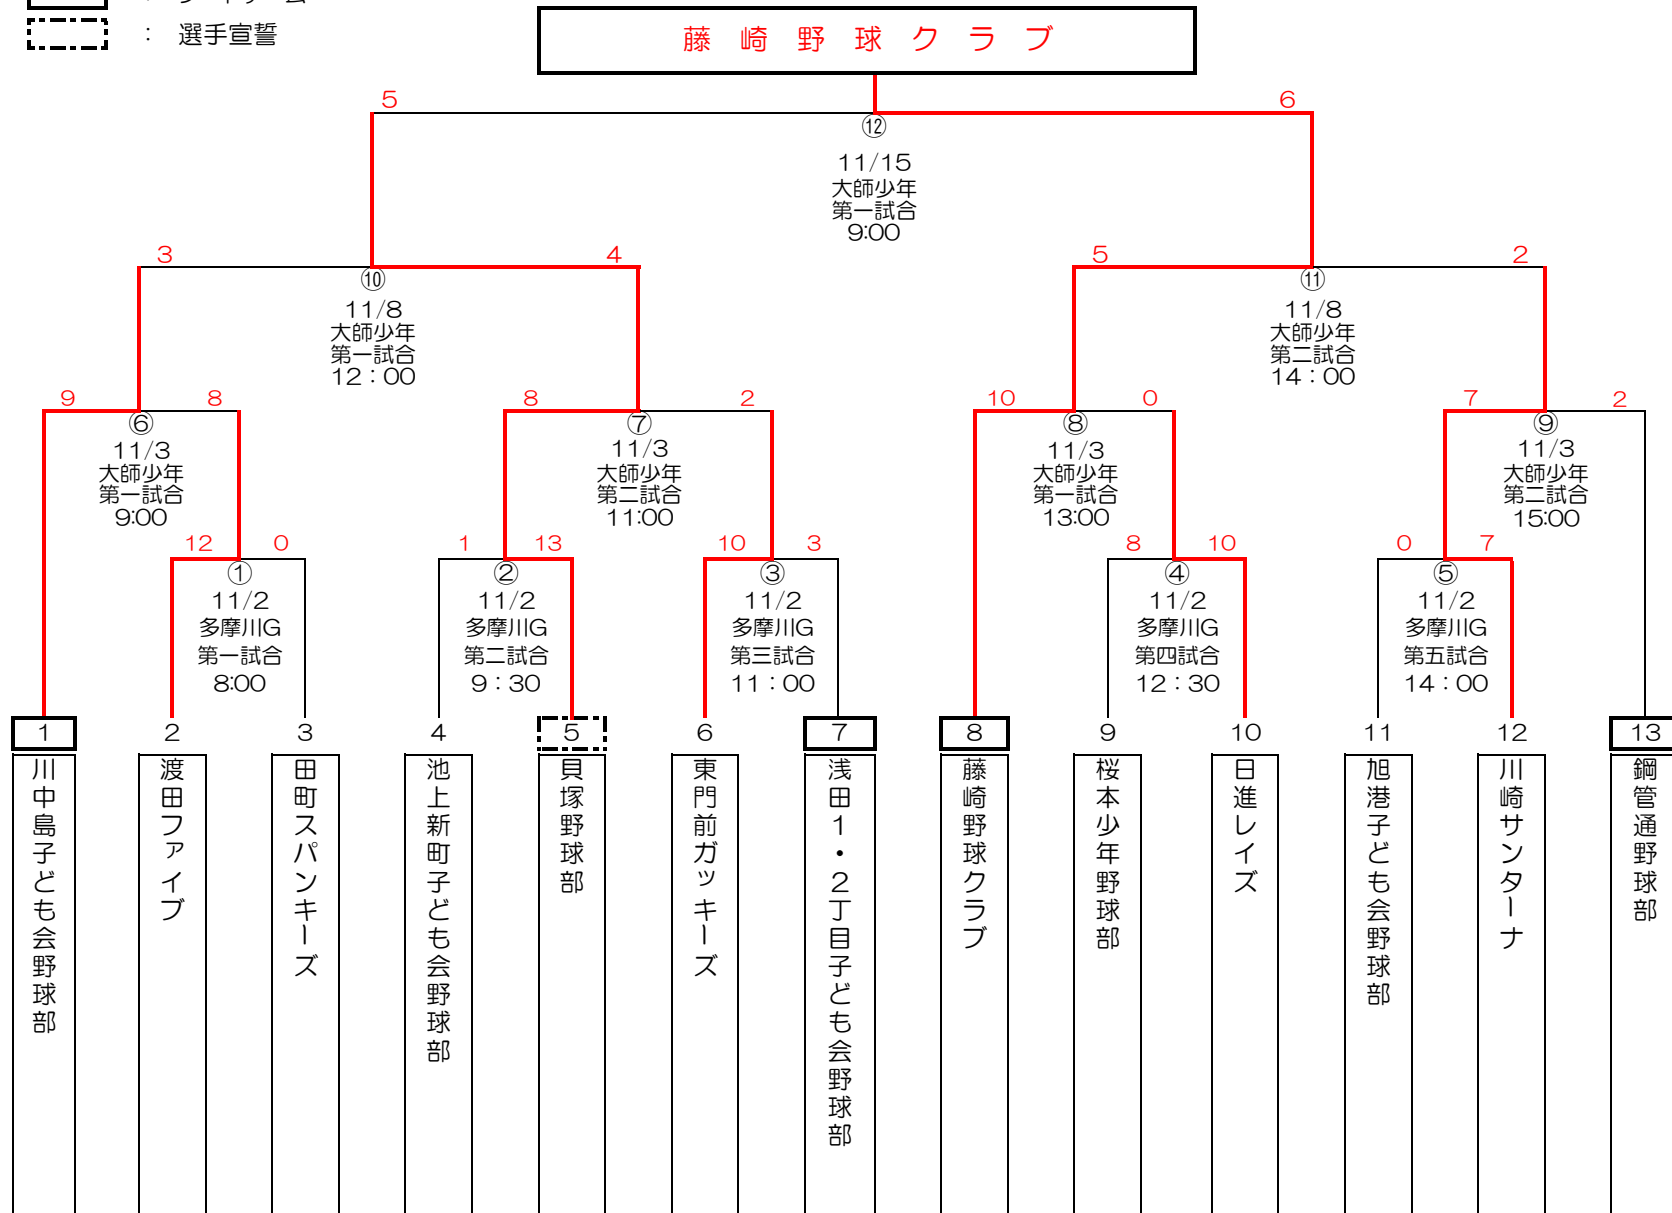 ： 選手宣誓
藤崎野球クラブ
5 6
⑫
11/15
大師少年
第一試合
9:00
3 4 5 2
⑩ ⑪
11/8 11/8
大師少年 大師少年
第一試合 第二試合
12：00 14：00
9 8 8 2 10 0 7 2
⑥ ⑦ ⑧ ⑨
11/3 11/3 11/3 11/3
大師少年 大師少年 大師少年 大師少年
第一試合 第二試合 第一試合 第二試合
9:00 11:00 13:00 15:00
12 0 1 13 10 3 8 10 0 7
① ② ③ ④ ⑤
11/2 11/2 11/2 11/2 11/2
多摩川G 多摩川G 多摩川G 多摩川G 多摩川G
第一試合 第二試合 第三試合 第四試合 第五試合
8:00 9：30 11：00 12：30 14：00
1 2 3 4 5 6 7 8 9 10 11 12 13
川中島子ども会野球部
渡田ファイブ
田町スパンキーズ
池上新町子ども会野球部
貝塚野球部
東門前ガッキーズ
浅田1・2丁目子ども会野球部
藤崎野球クラブ
桜本少年野球部
日進レイズ
旭港子ども会野球部
川崎サンターナ
鋼管通野球部